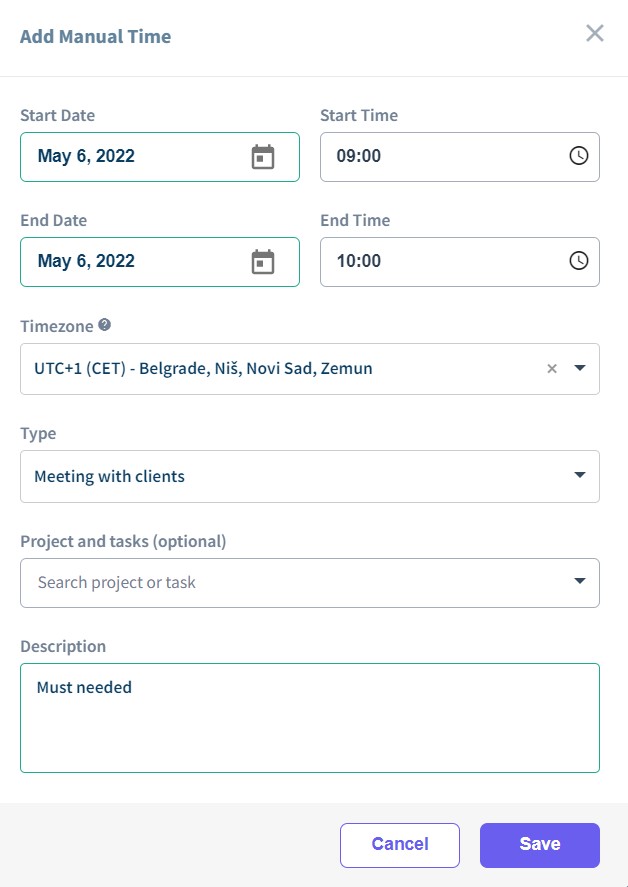 Add Manual Time
Start Date
Start Time
May 6, 2022
09:00
End Date
End Time
May 6, 2022
10:00
Timezone ?
UTC+1 (CET) - Belgrade, Niš, Novi Sad, Zemun
Type
Meeting with clients
Project and tasks (optional)
Search project or task
Description
Must needed
Cancel
Save